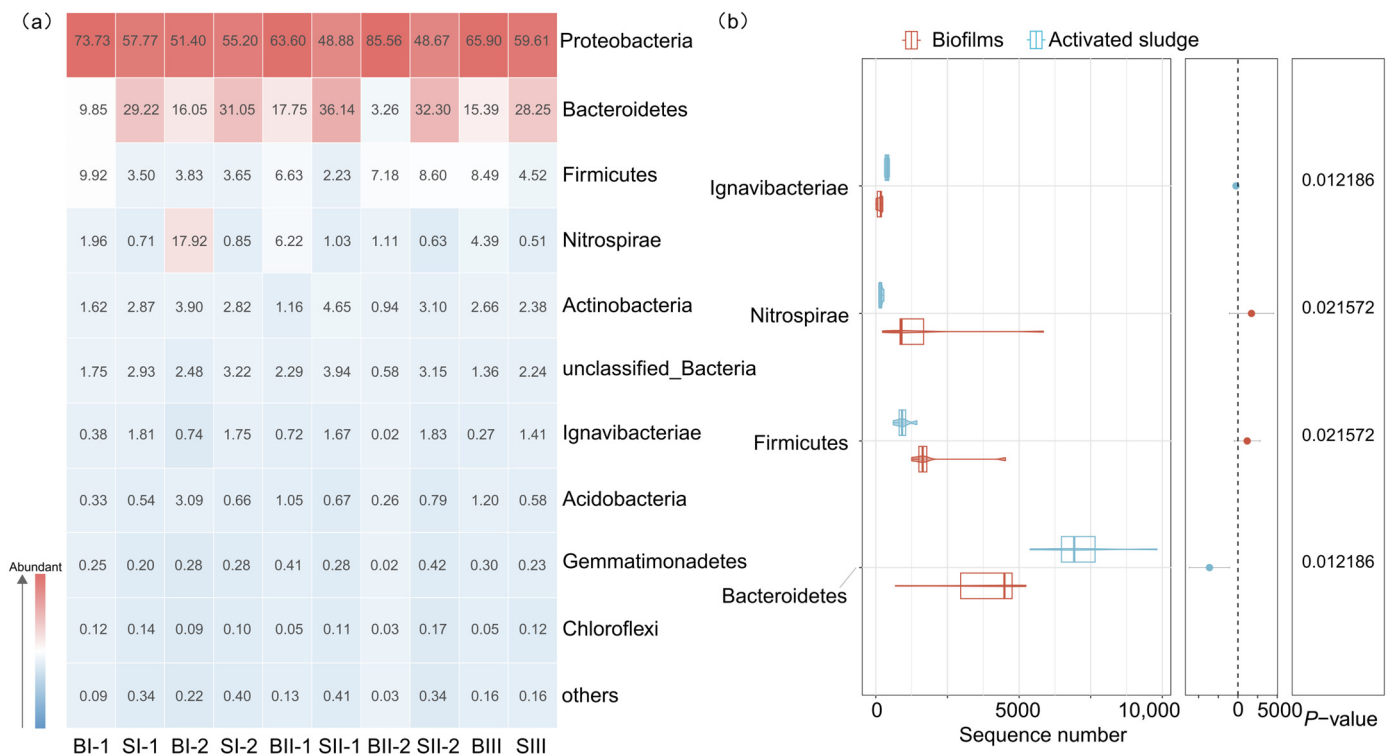 (a)
73.73 57.77 51.40 55.20 63.60 48.88 85.56 48.67 65.90 59.61 Proteobacteria
9.85 29.22 16.05 31.05 17.75 36.14 3.26 32.30 15.39 28.25 Bacteroidetes
9.92 3.50 3.83 3.65 6.63 2.23 7.18 8.60 8.49 4.52 Firmicutes
1.96 0.71 17.92 0.85 6.22 1.03 1.11 0.63 4.39 0.51 Nitrospirae
1.62 2.87 3.90 2.82 1.16 4.65 0.94 3.10 2.66 2.38 Actinobacteria
1.75 2.93 2.48 3.22 2.29 3.94 0.58 3.15 1.36 2.24 unclassified_Bacteria
0.38 1.81 0.74 1.75 0.72 1.67 0.02 1.83 0.27 1.41 Ignavibacteriae
0.33 0.54 3.09 0.66 1.05 0.67 0.26 0.79 1.20 0.58 Acidobacteria
0.25 0.20 0.28 0.28 0.41 0.28 0.02 0.42 0.30 0.23 Gemmatimonadetes
0.12 0.14 0.09 0.10 0.05 0.11 0.03 0.17 0.05 0.12 Chloroflexi
0.09 0.34 0.22 0.40 0.13 0.41 0.03 0.34 0.16 0.16 others
BI-1 SI-1 BI-2 SI-2 BII-1 SII-1 BII-2 SII-2 BIII SIII
Abundant
(b)
Biofilms Activated sludge
Ignavibacteriae 0.012186
Nitrospirae 0.021572
Firmicutes 0.021572
Bacteroidetes 0.012186
0 5000 10,000 0 5000 P-value
Sequence number